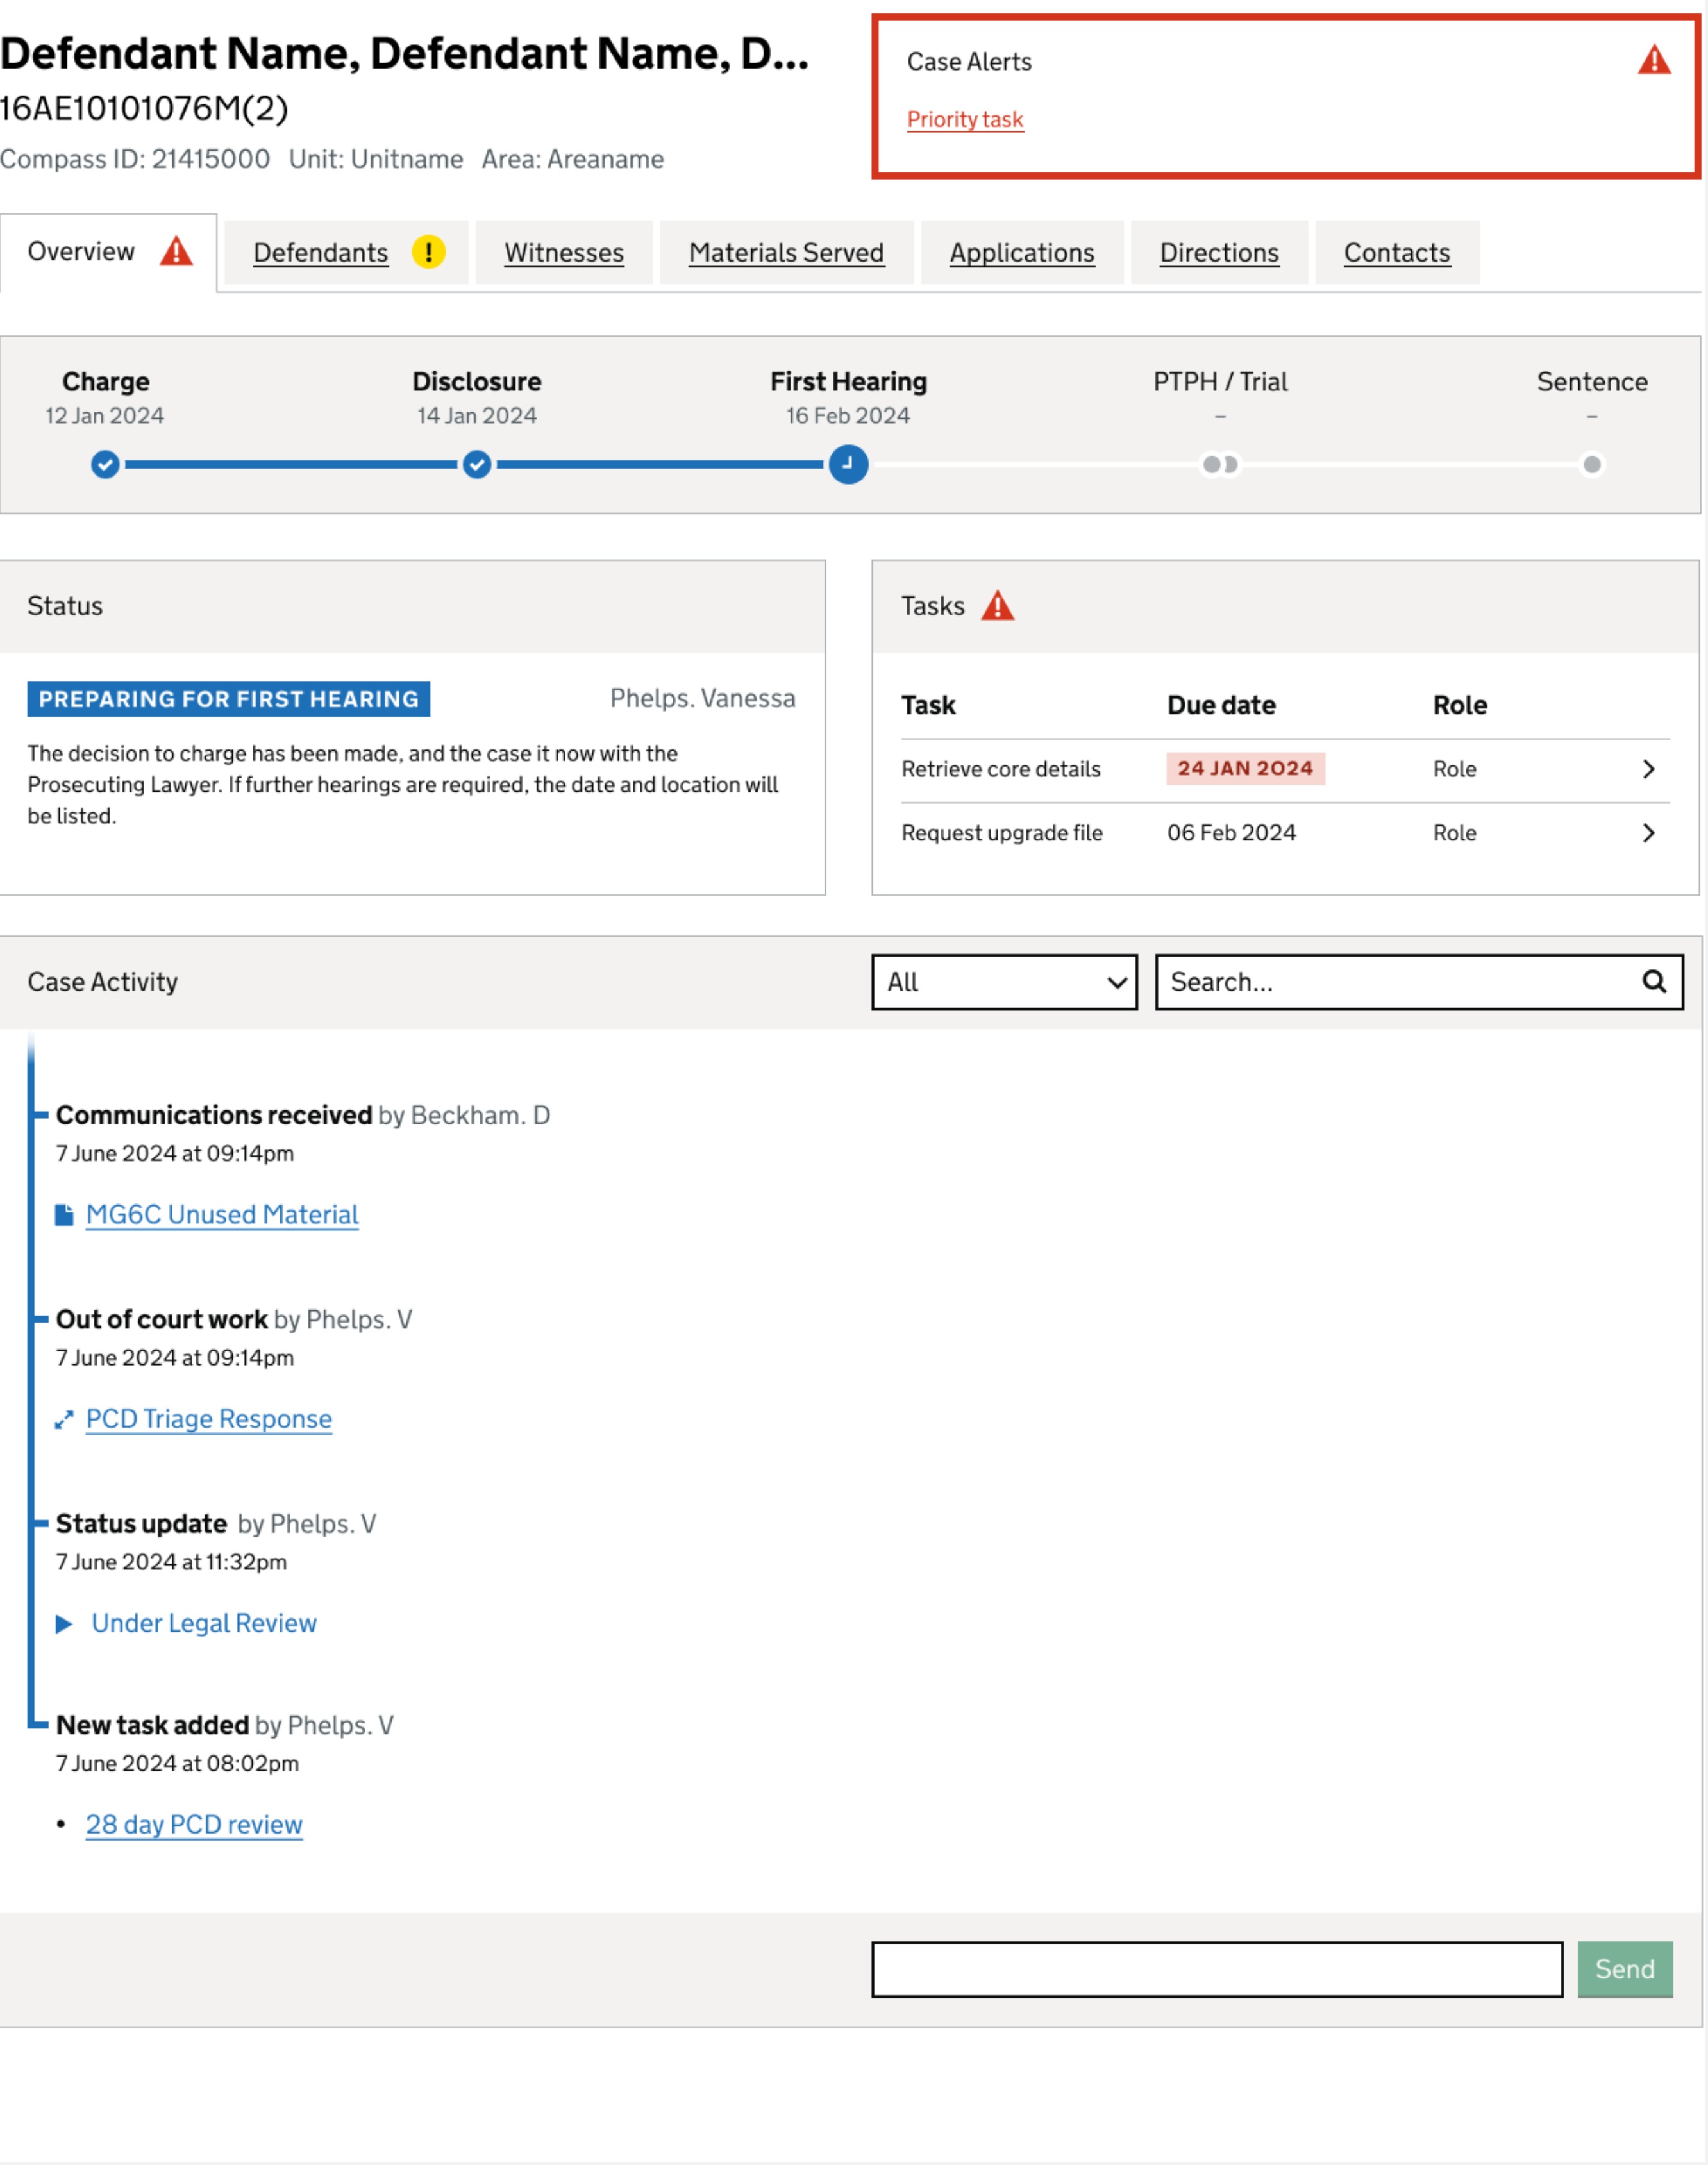 Defendant Name, Defendant Name, D...
16AE10101076M(2)
Compass ID: 21415000 Unit: Unitname Area: Areaname
Case Alerts
Priority task
Overview Defendants Witnesses Materials Served Applications Directions Contacts
Charge Disclosure First Hearing PTPH / Trial Sentence
12 Jan 2024 14 Jan 2024 16 Feb 2024 – –
Status
PREPARING FOR FIRST HEARING Phelps. Vanessa
The decision to charge has been made, and the case it now with the
Prosecuting Lawyer. If further hearings are required, the date and location will
be listed.
Tasks
Task Due date Role
Retrieve core details 24 JAN 2024 Role
Request upgrade file 06 Feb 2024 Role
Case Activity All Search...
Communications received by Beckham. D
7 June 2024 at 09:14pm
MG6C Unused Material
Out of court work by Phelps. V
7 June 2024 at 09:14pm
PCD Triage Response
Status update by Phelps. V
7 June 2024 at 11:32pm
Under Legal Review
New task added by Phelps. V
7 June 2024 at 08:02pm
• 28 day PCD review
Send